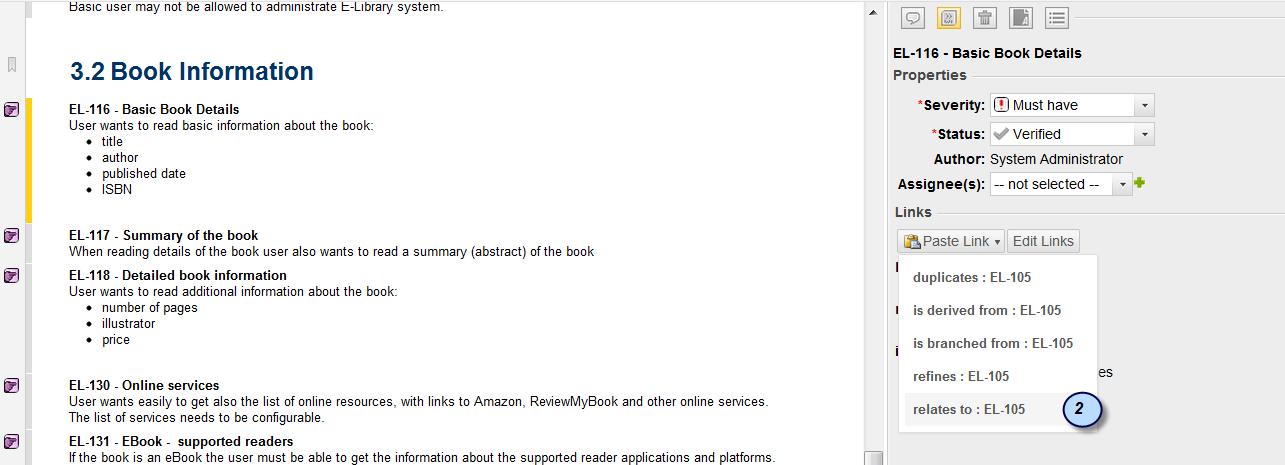 Basic user may not be allowed to administrate E-Library system.
3.2 Book Information
EL-116 - Basic Book Details
User wants to read basic information about the book:
• title
• author
• published date
• ISBN
EL-117 - Summary of the book
When reading details of the book user also wants to read a summary (abstract) of the book
EL-118 - Detailed book information
User wants to read additional information about the book:
• number of pages
• illustrator
• price
EL-130 - Online services
User wants easily to get also the list of online resources, with links to Amazon, ReviewMyBook and other online services.
The list of services needs to be configurable.
EL-131 - EBook - supported readers
If the book is an eBook the user must be able to get the information about the supported reader applications and platforms.
EL-116 - Basic Book Details
Properties
*Severity: Must have
*Status: Verified
Author: System Administrator
Assignee(s): -- not selected --
Links
Paste Link Edit Links
duplicates : EL-105
is derived from : EL-105
is branched from : EL-105
refines : EL-105
es
relates to : EL-105
2